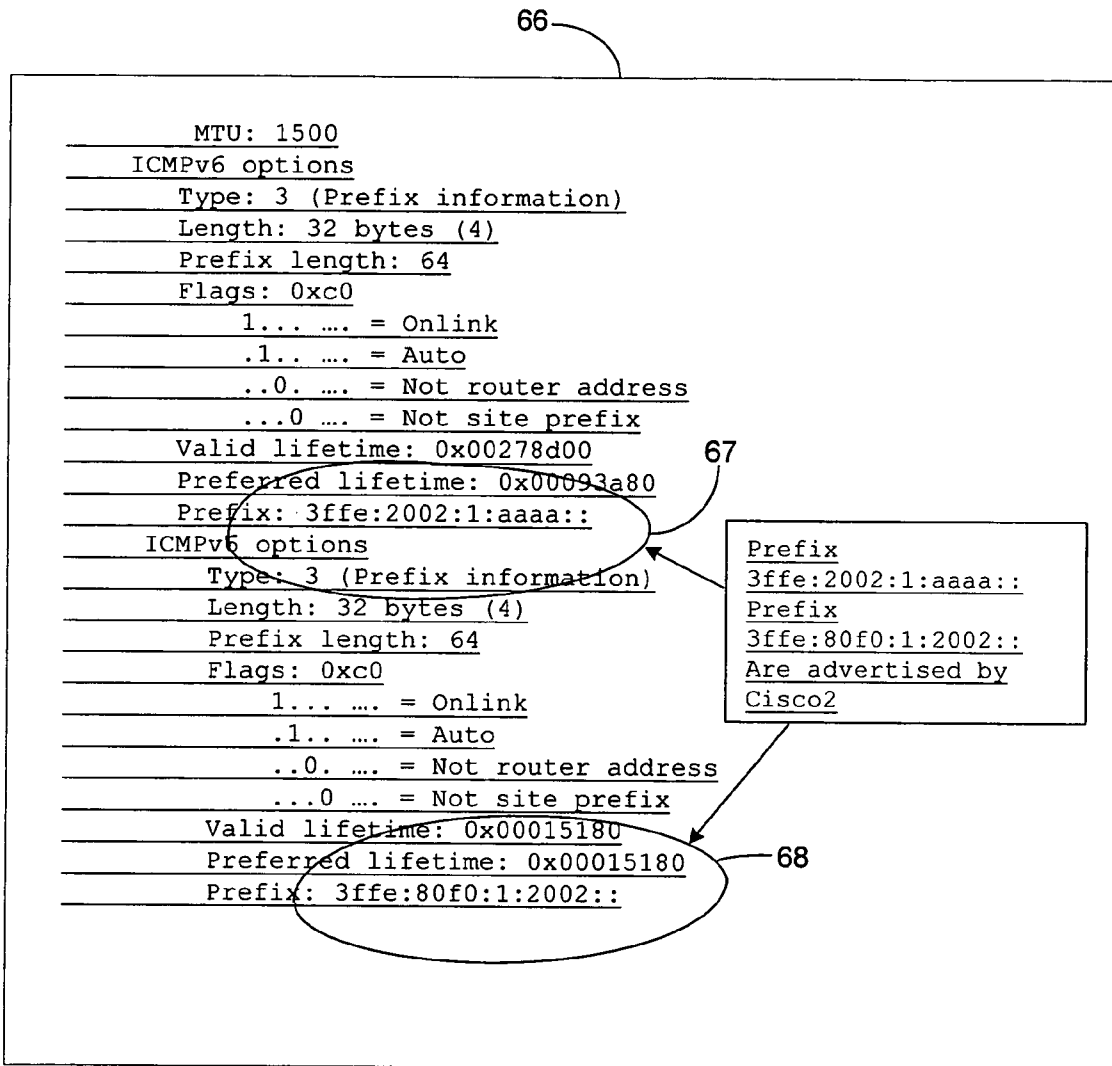 66
MTU: 1500
ICMPv6 options
Type: 3 (Prefix information)
Length: 32 bytes (4)
Prefix length: 64
Flags: 0xc0
1... .... = Onlink
.1.. .... = Auto
..0. .... = Not router address
...0 .... = Not site prefix
Valid lifetime: 0x00278d00
67
Preferred lifetime: 0x00093a80
Prefix: 3ffe:2002:1:aaaa::
ICMPv6 options
Type: 3 (Prefix information)
Length: 32 bytes (4)
Prefix length: 64
Flags: 0xc0
1... .... = Onlink
.1.. .... = Auto
..0. .... = Not router address
...0 .... = Not site prefix
Valid lifetime: 0x00015180
Preferred lifetime: 0x00015180
Prefix: 3ffe:80f0:1:2002::
68
Prefix
3ffe:2002:1:aaaa::
Prefix
3ffe:80f0:1:2002::
Are advertised by
Cisco2